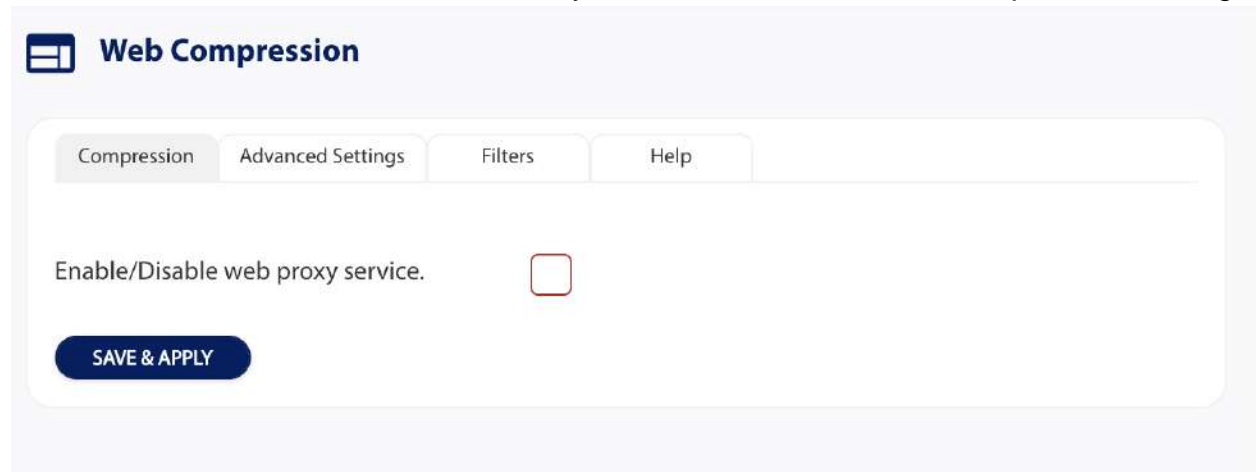 Web Compression
Compression Advanced Settings Filters Help
Enable/Disable web proxy service.
SAVE & APPLY